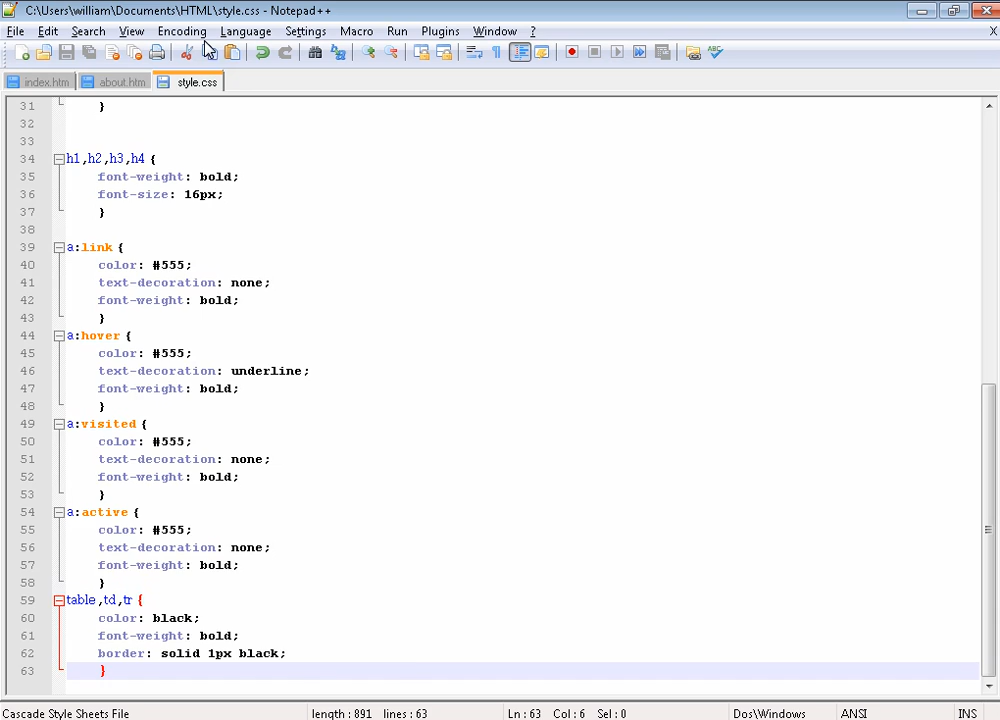 C:\Users\william\Documents\HTML\style.css - Notepad++
File Edit Search View Encoding Language Settings Macro Run Plugins Window ?
X
ABC
index.htm about.htm style.css
31 }
32
33
34 h1,h2,h3,h4 {
35 font-weight: bold;
36 font-size: 16px;
37 }
38
39 a:link {
40 color: #555;
41 text-decoration: none;
42 font-weight: bold;
43 }
44 a:hover {
45 color: #555;
46 text-decoration: underline;
47 font-weight: bold;
48 }
49 a:visited {
50 color: #555;
51 text-decoration: none;
52 font-weight: bold;
53 }
54 a:active {
55 color: #555;
56 text-decoration: none;
57 font-weight: bold;
58 }
59 table,td,tr {
60 color: black;
61 font-weight: bold;
62 border: solid 1px black;
63 }
Cascade Style Sheets File length : 891 lines : 63 Ln : 63 Col : 6 Sel : 0 Dos\Windows ANSI INS